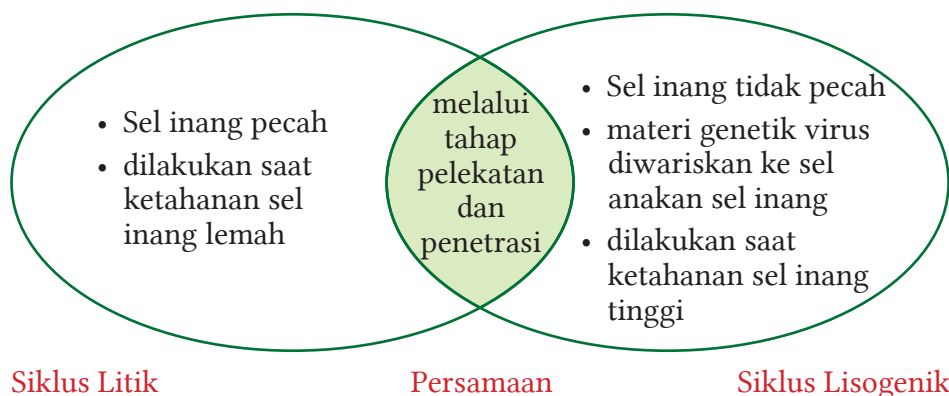 • Sel inang pecah
• dilakukan saat
ketahanan sel
inang lemah
melalui
tahap
pelekatan
dan
penetrasi
• Sel inang tidak pecah
• materi genetik virus
diwariskan ke sel
anakan sel inang
• dilakukan saat
ketahanan sel inang
tinggi
Siklus Litik
Persamaan
Siklus Lisogenik